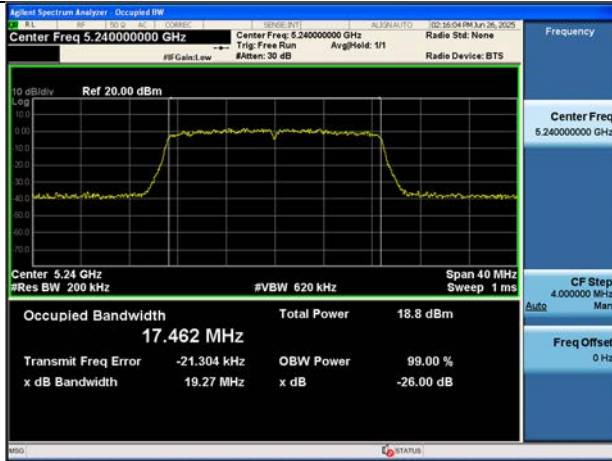 Agilent Spectrum Analyzer - Occupied BW
RL RF 50 Ω AC CORREC SENSE:INT ALIGNAUTO 02:16:04 PM Jun 26, 2025
Center Freq 5.240000000 GHz
Center Freq: 5.240000000 GHz
Radio Std: None
Trig: Free Run Avg|Hold: 1/1
#IFGain:Low
#Atten: 30 dB
Radio Device: BTS
10 dB/div Ref 20.00 dBm
Log
10.0
0.00
-10.0
-20.0
-30.0
-40.0
-50.0
-60.0
-70.0
Center 5.24 GHz
Span 40 MHz
#Res BW 200 kHz
#VBW 620 kHz
Sweep 1 ms
Occupied Bandwidth
Total Power 18.8 dBm
17.462 MHz
Transmit Freq Error -21.304 kHz
OBW Power 99.00 %
x dB Bandwidth 19.27 MHz
x dB -26.00 dB
MSG
STATUS
Frequency
Center Freq
5.240000000 GHz
CF Step
4.000000 MHz
Auto Man
Freq Offset
0 Hz